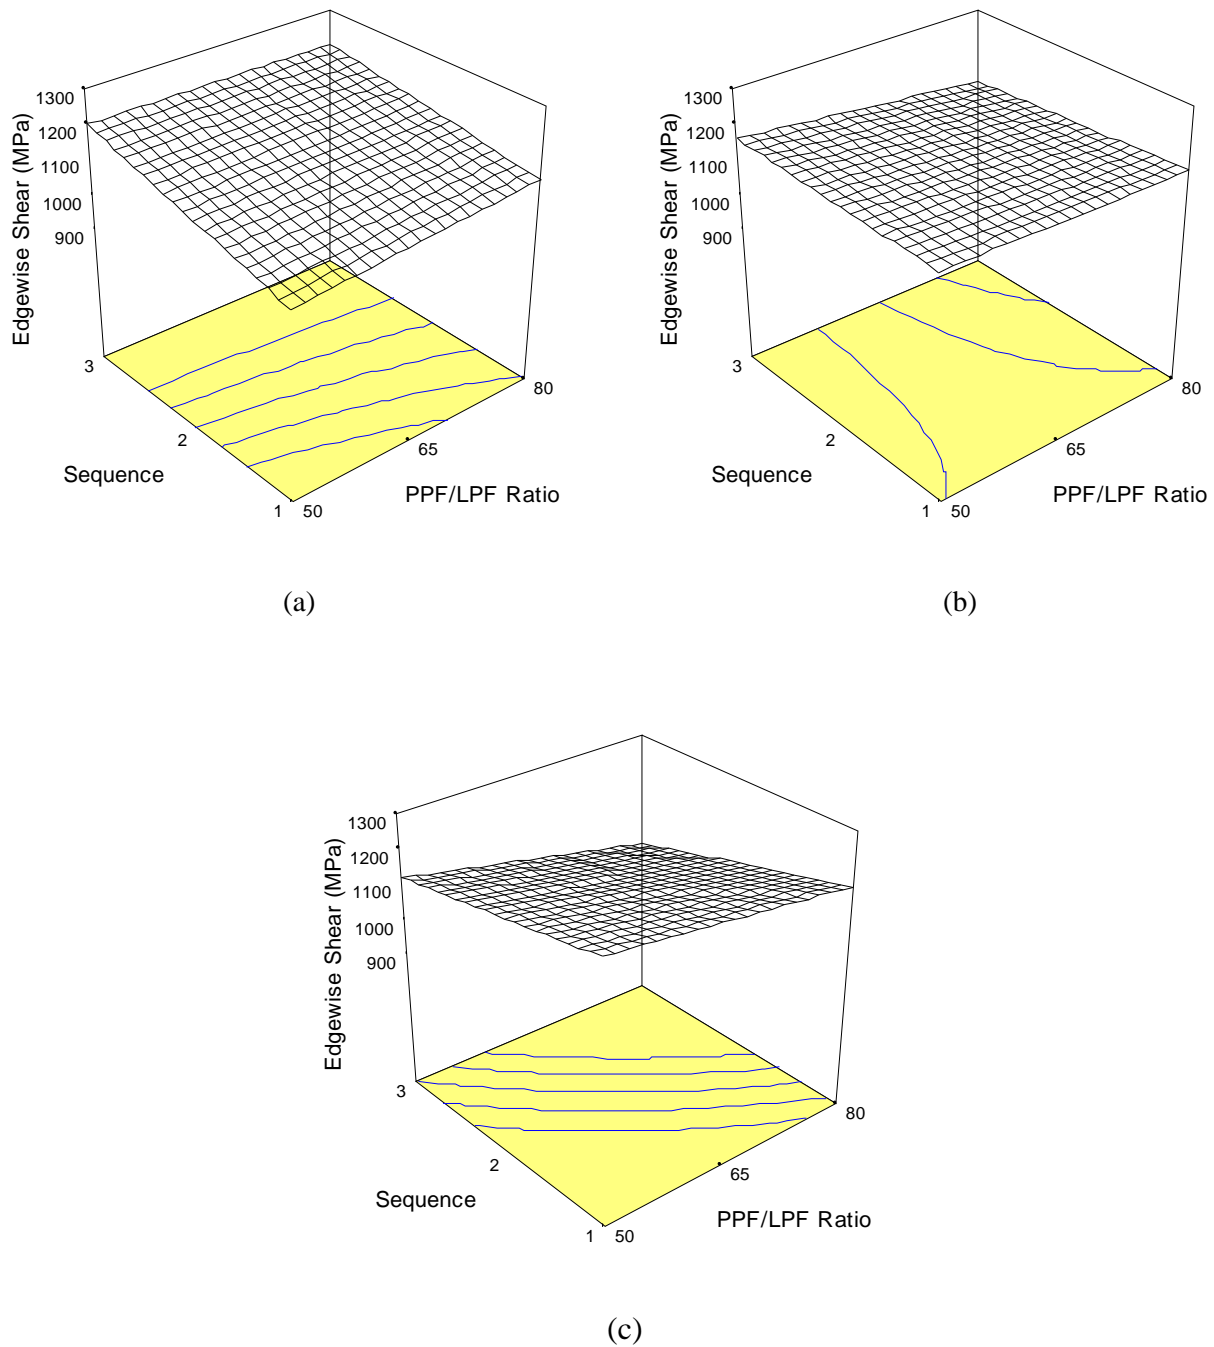 1300
1200
1100
1000
900
Edgewise Shear (MPa)
3
2
1
Sequence
50
65
80
PPF/LPF Ratio
(a)
1300
1200
1100
1000
900
Edgewise Shear (MPa)
3
2
1
Sequence
50
65
80
PPF/LPF Ratio
(b)
1300
1200
1100
1000
900
Edgewise Shear (MPa)
3
2
1
Sequence
50
65
80
PPF/LPF Ratio
(c)